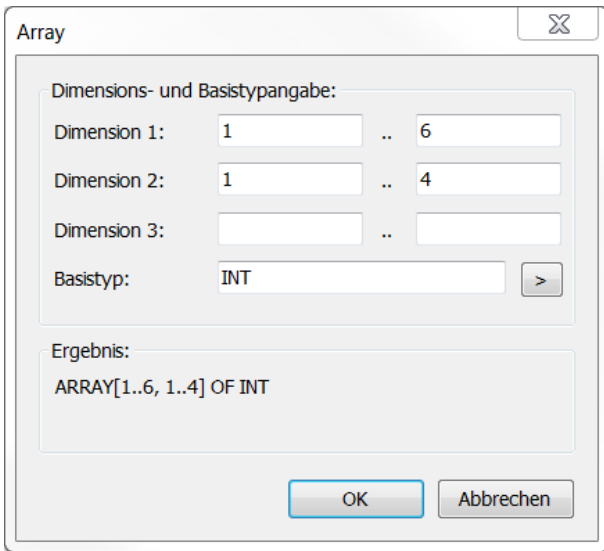 Array
Dimensions- und Basistypangabe:
Dimension 1: 1 .. 6
Dimension 2: 1 .. 4
Dimension 3: ..
Basistyp: INT >
Ergebnis:
ARRAY[1..6, 1..4] OF INT
OK Abbrechen